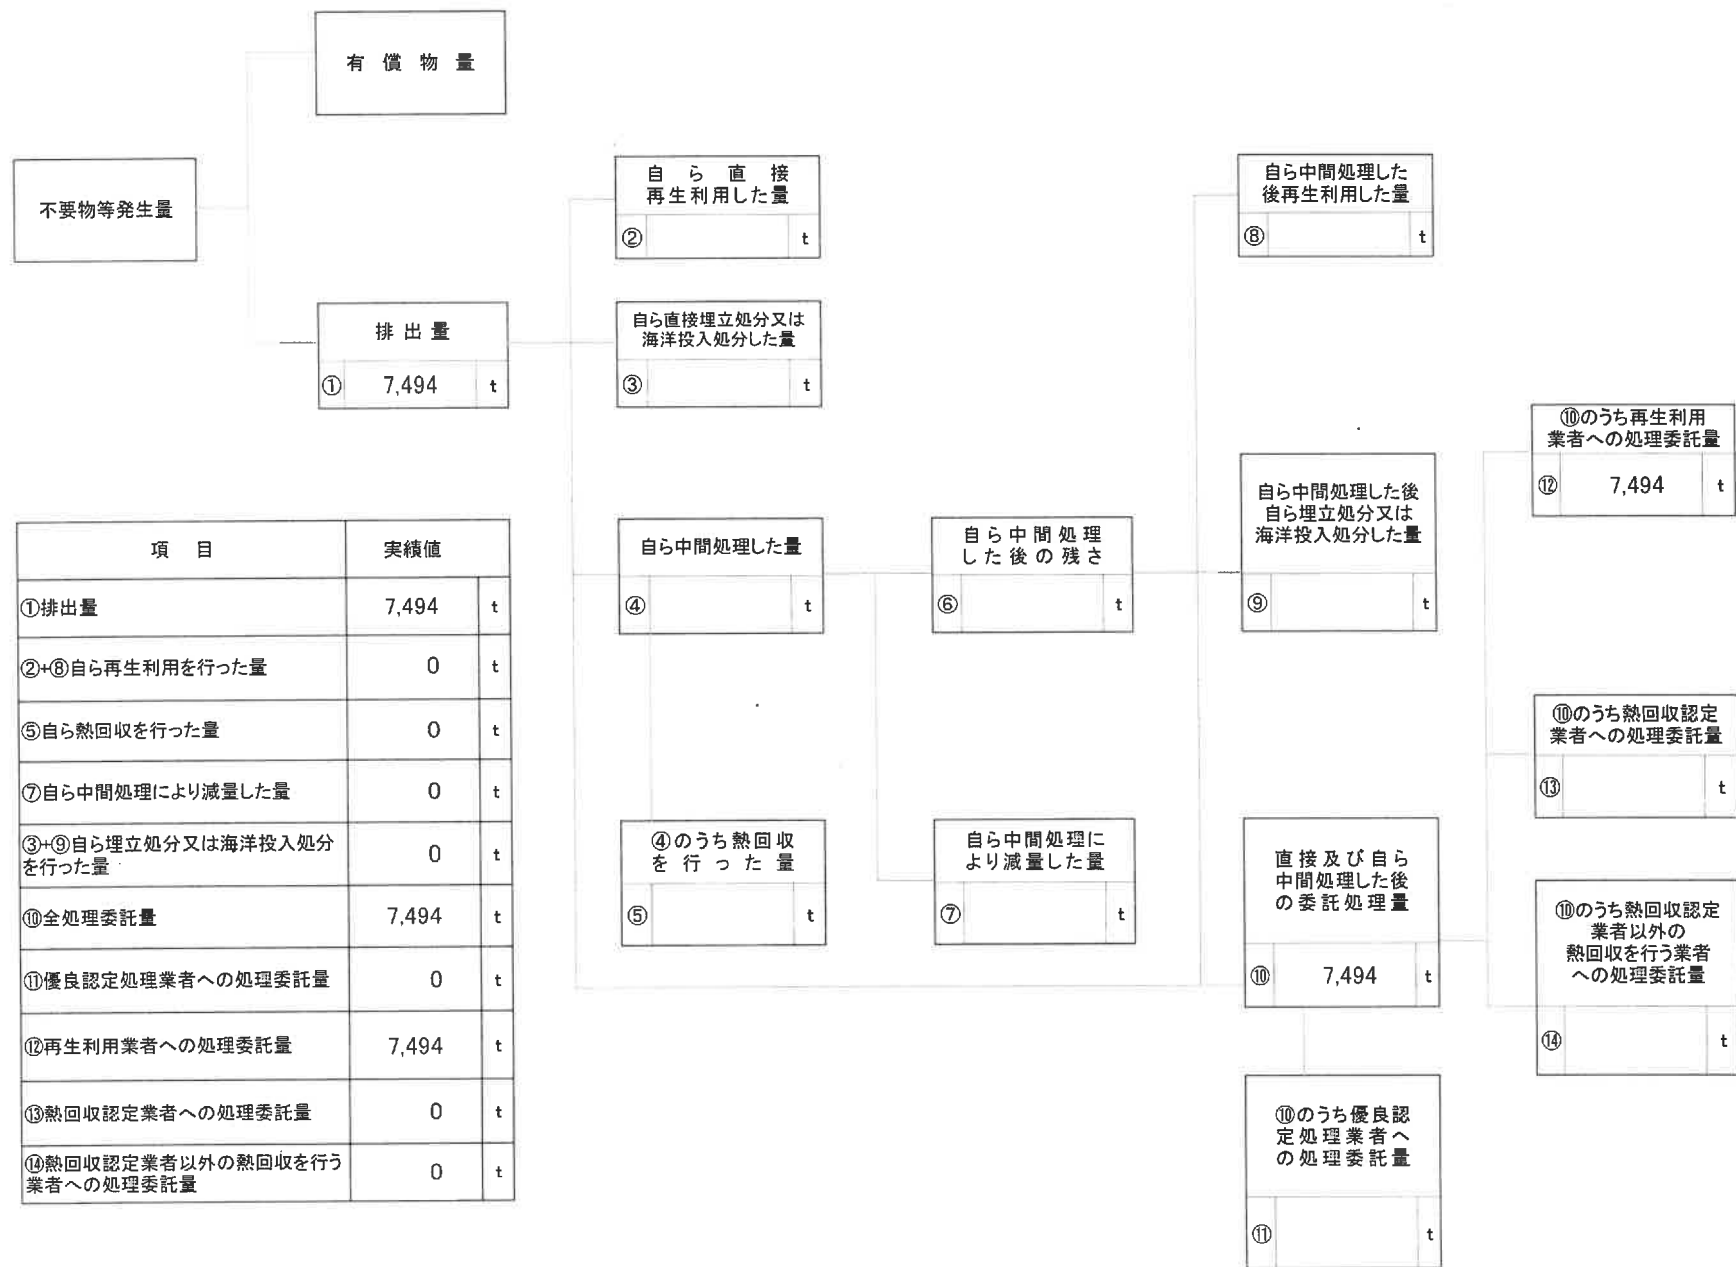 有償物量
不要物等発生量
排出量
① 7,494 t
自ら直接
再生利用した量
② t
自ら直接埋立処分又は
海洋投入処分した量
③ t
自ら中間処理した量
④ t
④のうち熱回収
を行った量
⑤ t
自ら中間処理
した後の残さ
⑥ t
自ら中間処理に
より減量した量
⑦ t
自ら中間処理した
後再生利用した量
⑧ t
自ら中間処理した後
自ら埋立処分又は
海洋投入処分した量
⑨ t
直接及び自ら
中間処理した後
の委託処理量
⑩ 7,494 t
⑩のうち優良認
定処理業者へ
の処理委託量
⑪ t
⑩のうち再生利用
業者への処理委託量
⑫ 7,494 t
⑩のうち熱回収認定
業者への処理委託量
⑬ t
⑩のうち熱回収認定
業者以外の
熱回収を行う業者
への処理委託量
⑭ t
項目 実績値
①排出量 7,494 t
②+⑧自ら再生利用を行った量 0 t
⑤自ら熱回収を行った量 0 t
⑦自ら中間処理により減量した量 0 t
③+⑨自ら埋立処分又は海洋投入処分
を行った量 0 t
⑩全処理委託量 7,494 t
⑪優良認定処理業者への処理委託量 0 t
⑫再生利用業者への処理委託量 7,494 t
⑬熱回収認定業者への処理委託量 0 t
⑭熱回収認定業者以外の熱回収を行う
業者への処理委託量 0 t